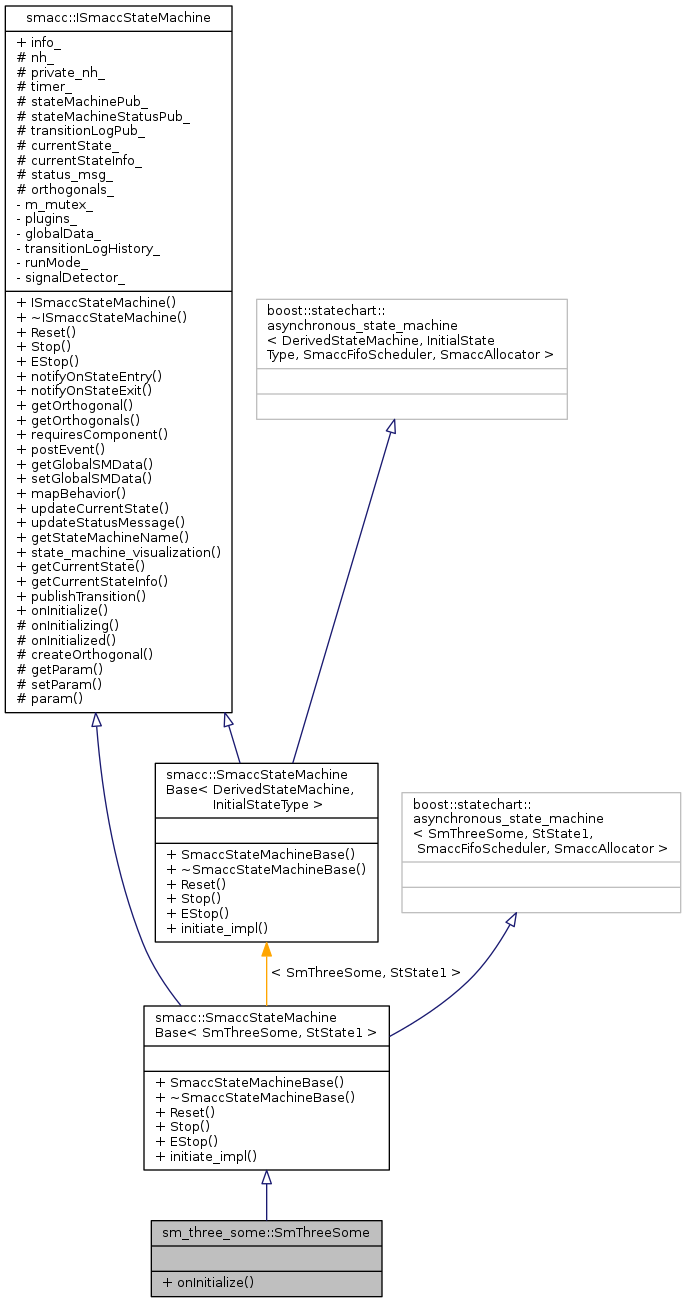 smacc::ISmaccStateMachine
+ info_
# nh_
# private_nh_
# timer_
# stateMachinePub_
# stateMachineStatusPub_
# transitionLogPub_
# currentState_
# currentStateInfo_
# status_msg_
# orthogonals_
- m_mutex_
- plugins_
- globalData_
- transitionLogHistory_
- runMode_
- signalDetector_
+ ISmaccStateMachine()
+ ~ISmaccStateMachine()
+ Reset()
+ Stop()
+ EStop()
+ notifyOnStateEntry()
+ notifyOnStateExit()
+ getOrthogonal()
+ getOrthogonals()
+ requiresComponent()
+ postEvent()
+ getGlobalSMData()
+ setGlobalSMData()
+ mapBehavior()
+ updateCurrentState()
+ updateStatusMessage()
+ getStateMachineName()
+ state_machine_visualization()
+ getCurrentState()
+ getCurrentStateInfo()
+ publishTransition()
+ onInitialize()
# onInitializing()
# onInitialized()
# createOrthogonal()
# getParam()
# setParam()
# param()
boost::statechart::
asynchronous_state_machine
< DerivedStateMachine, InitialState
Type, SmaccFifoScheduler, SmaccAllocator >
smacc::SmaccStateMachine
Base< DerivedStateMachine,
InitialStateType >
+ SmaccStateMachineBase()
+ ~SmaccStateMachineBase()
+ Reset()
+ Stop()
+ EStop()
+ initiate_impl()
boost::statechart::
asynchronous_state_machine
< SmThreeSome, StState1,
SmaccFifoScheduler, SmaccAllocator >
< SmThreeSome, StState1 >
smacc::SmaccStateMachine
Base< SmThreeSome, StState1 >
+ SmaccStateMachineBase()
+ ~SmaccStateMachineBase()
+ Reset()
+ Stop()
+ EStop()
+ initiate_impl()
sm_three_some::SmThreeSome
+ onInitialize()